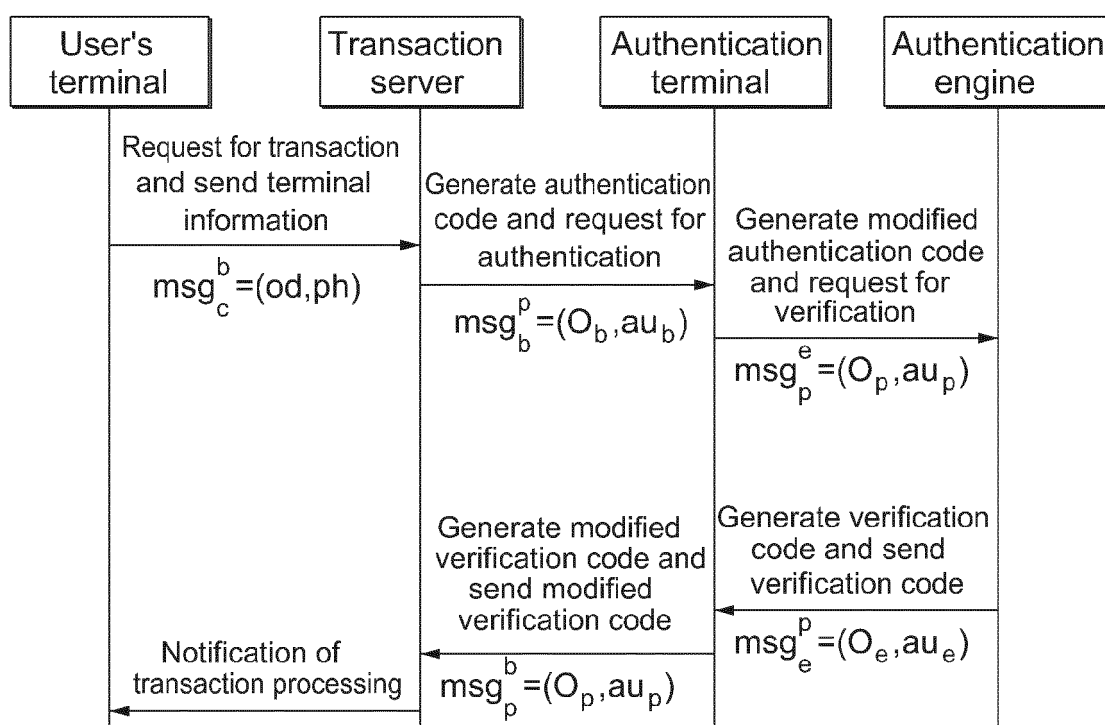 User's
terminal
Transaction
server
Authentication
terminal
Authentication
engine
Request for transaction
and send terminal
information
msg_c^b=(od,ph)
Generate authentication
code and request for
authentication
msg_b^p=(O_b,au_b)
Generate modified
authentication code
and request for
verification
msg_p^e=(O_p,au_p)
Generate verification
code and send
verification code
msg_e^p=(O_e,au_e)
Generate modified
verification code and
send modified
verification code
msg_p^b=(O_p,au_p)
Notification of
transaction processing